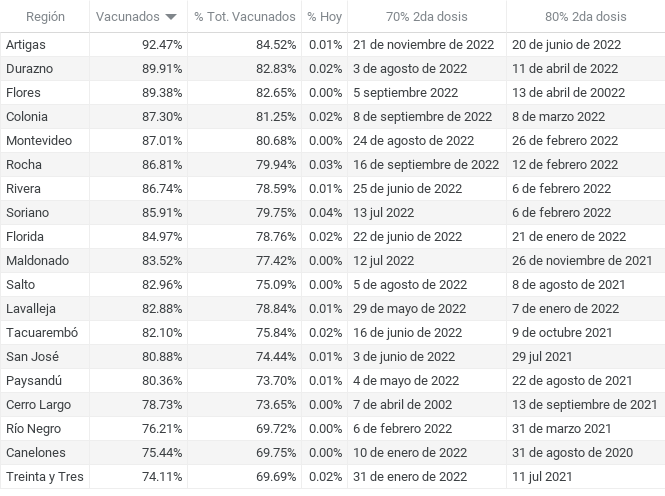 Región Vacunados % Tot. Vacunados % Hoy 70% 2da dosis 80% 2da dosis
Artigas 92.47% 84.52% 0.01% 21 de noviembre de 2022 20 de junio de 2022
Durazno 89.91% 82.83% 0.02% 3 de agosto de 2022 11 de abril de 2022
Flores 89.38% 82.65% 0.00% 5 septiembre 2022 13 de abril de 20022
Colonia 87.30% 81.25% 0.02% 8 de septiembre de 2022 8 de marzo 2022
Montevideo 87.01% 80.68% 0.00% 24 de agosto de 2022 26 de febrero 2022
Rocha 86.81% 79.94% 0.03% 16 de septiembre de 2022 12 de febrero 2022
Rivera 86.74% 78.59% 0.01% 25 de junio de 2022 6 de febrero 2022
Soriano 85.91% 79.75% 0.04% 13 jul 2022 6 de febrero 2022
Florida 84.97% 78.76% 0.02% 22 de junio de 2022 21 de enero de 2022
Maldonado 83.52% 77.42% 0.00% 12 jul 2022 26 de noviembre de 2021
Salto 82.96% 75.09% 0.00% 5 de agosto de 2022 8 de agosto de 2021
Lavalleja 82.88% 78.84% 0.01% 29 de mayo de 2022 7 de enero de 2022
Tacuarembó 82.10% 75.84% 0.02% 16 de junio de 2022 9 de octubre 2021
San José 80.88% 74.44% 0.01% 3 de junio de 2022 29 jul 2021
Paysandú 80.36% 73.70% 0.01% 4 de mayo de 2022 22 de agosto de 2021
Cerro Largo 78.73% 73.65% 0.00% 7 de abril de 2002 13 de septiembre de 2021
Río Negro 76.21% 69.72% 0.00% 6 de febrero 2022 31 de marzo 2021
Canelones 75.44% 69.75% 0.00% 10 de enero de 2022 31 de agosto de 2020
Treinta y Tres 74.11% 69.69% 0.02% 31 de enero de 2022 11 jul 2021